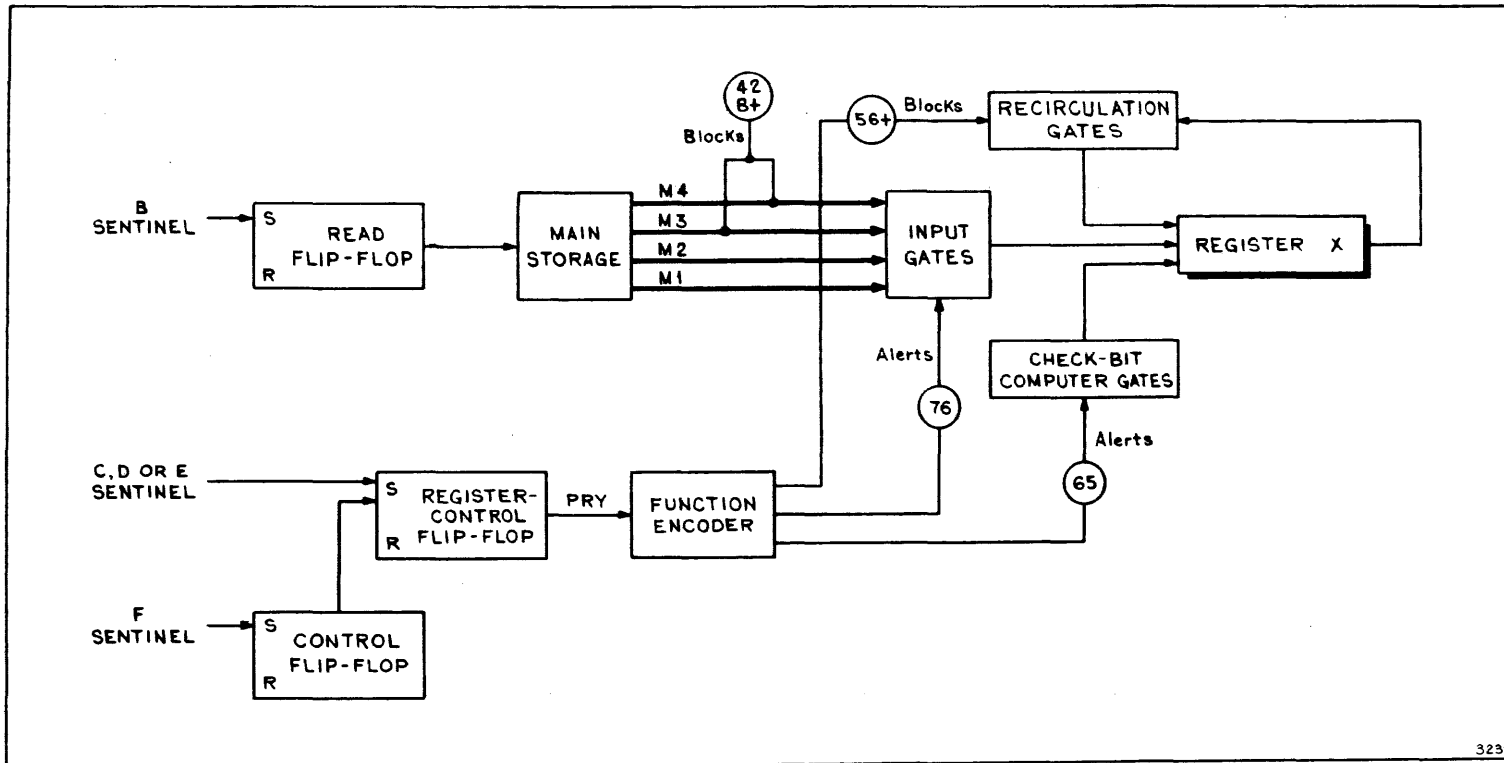 42
B+
Blocks
56+
Blocks
RECIRCULATION
GATES
B
SENTINEL
S
READ
FLIP-FLOP
R
MAIN
STORAGE
M4
M3
M2
M1
INPUT
GATES
REGISTER X
Alerts
76
CHECK-BIT
COMPUTER GATES
Alerts
65
C, D OR E
SENTINEL
S
REGISTER-
CONTROL
FLIP-FLOP
R
PRY
FUNCTION
ENCODER
F
SENTINEL
S
CONTROL
FLIP-FLOP
R
323